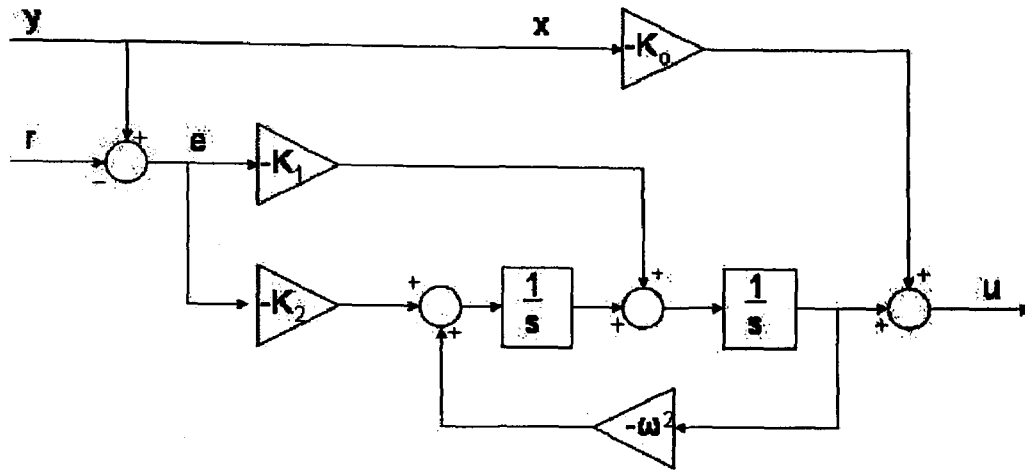 y
x
-K₀
r
+
-
e
-K₁
-K₂
+
+
1
s
+
+
1
s
+
+
u
-ω²